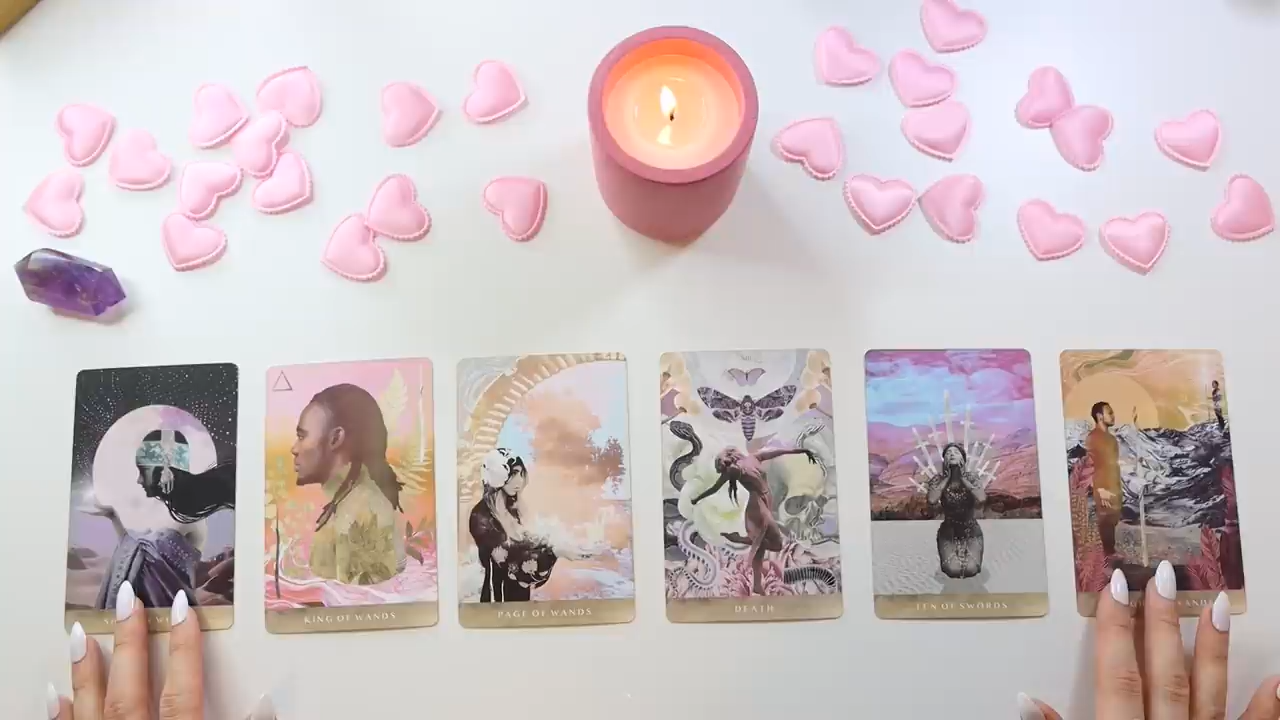 KING OF WANDS
PAGE OF WANDS
DEATH
TEN OF SWORDS